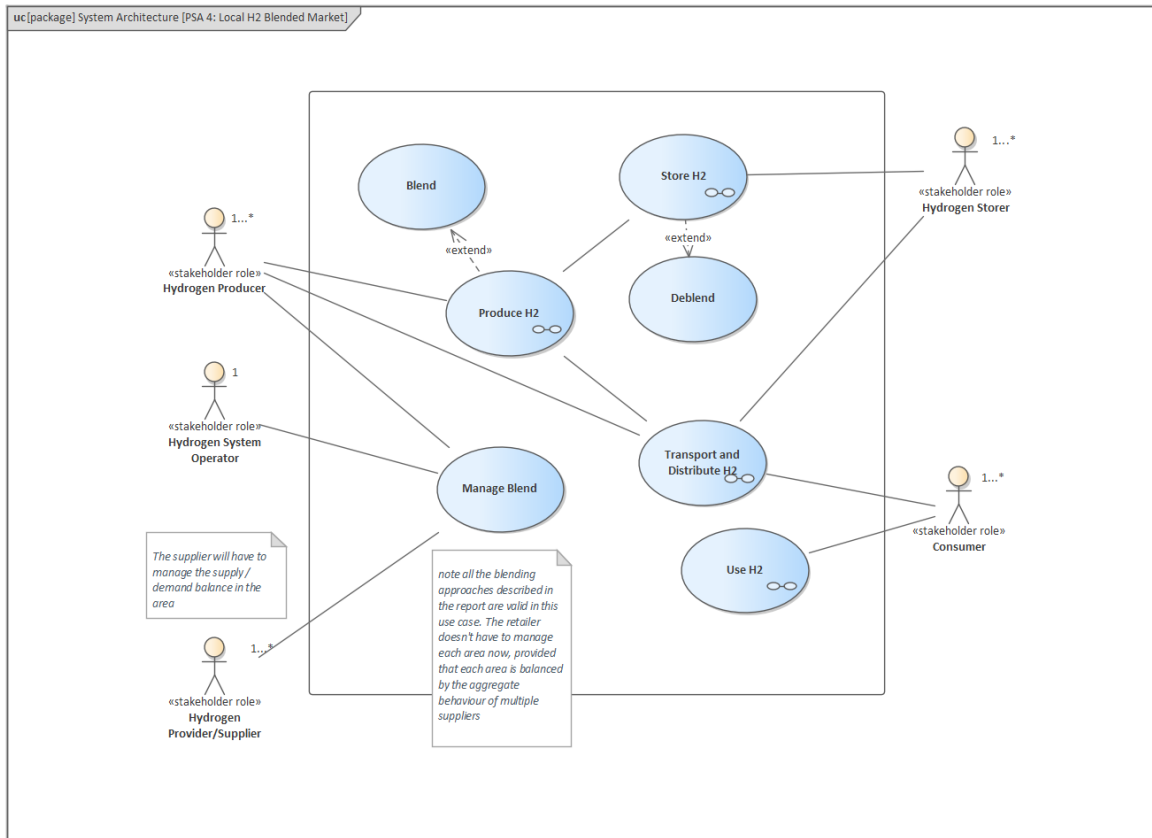 uc [package] System Architecture [PSA 4: Local H2 Blended Market]
Blend
Store H2
1...*
«stakeholder role»
Hydrogen Storer
1...*
«stakeholder role»
Hydrogen Producer
«extend»
«extend»
Produce H2
Deblend
1
«stakeholder role»
Hydrogen System
Operator
Transport and
Distribute H2
Manage Blend
1...*
«stakeholder role»
Consumer
Use H2
The supplier will have to
manage the supply /
demand balance in the
area
note all the blending
approaches described in
the report are valid in this
use case. The retailer
doesn't have to manage
each area now, provided
that each area is balanced
by the aggregate
behaviour of multiple
suppliers
1...*
«stakeholder role»
Hydrogen
Provider/Supplier